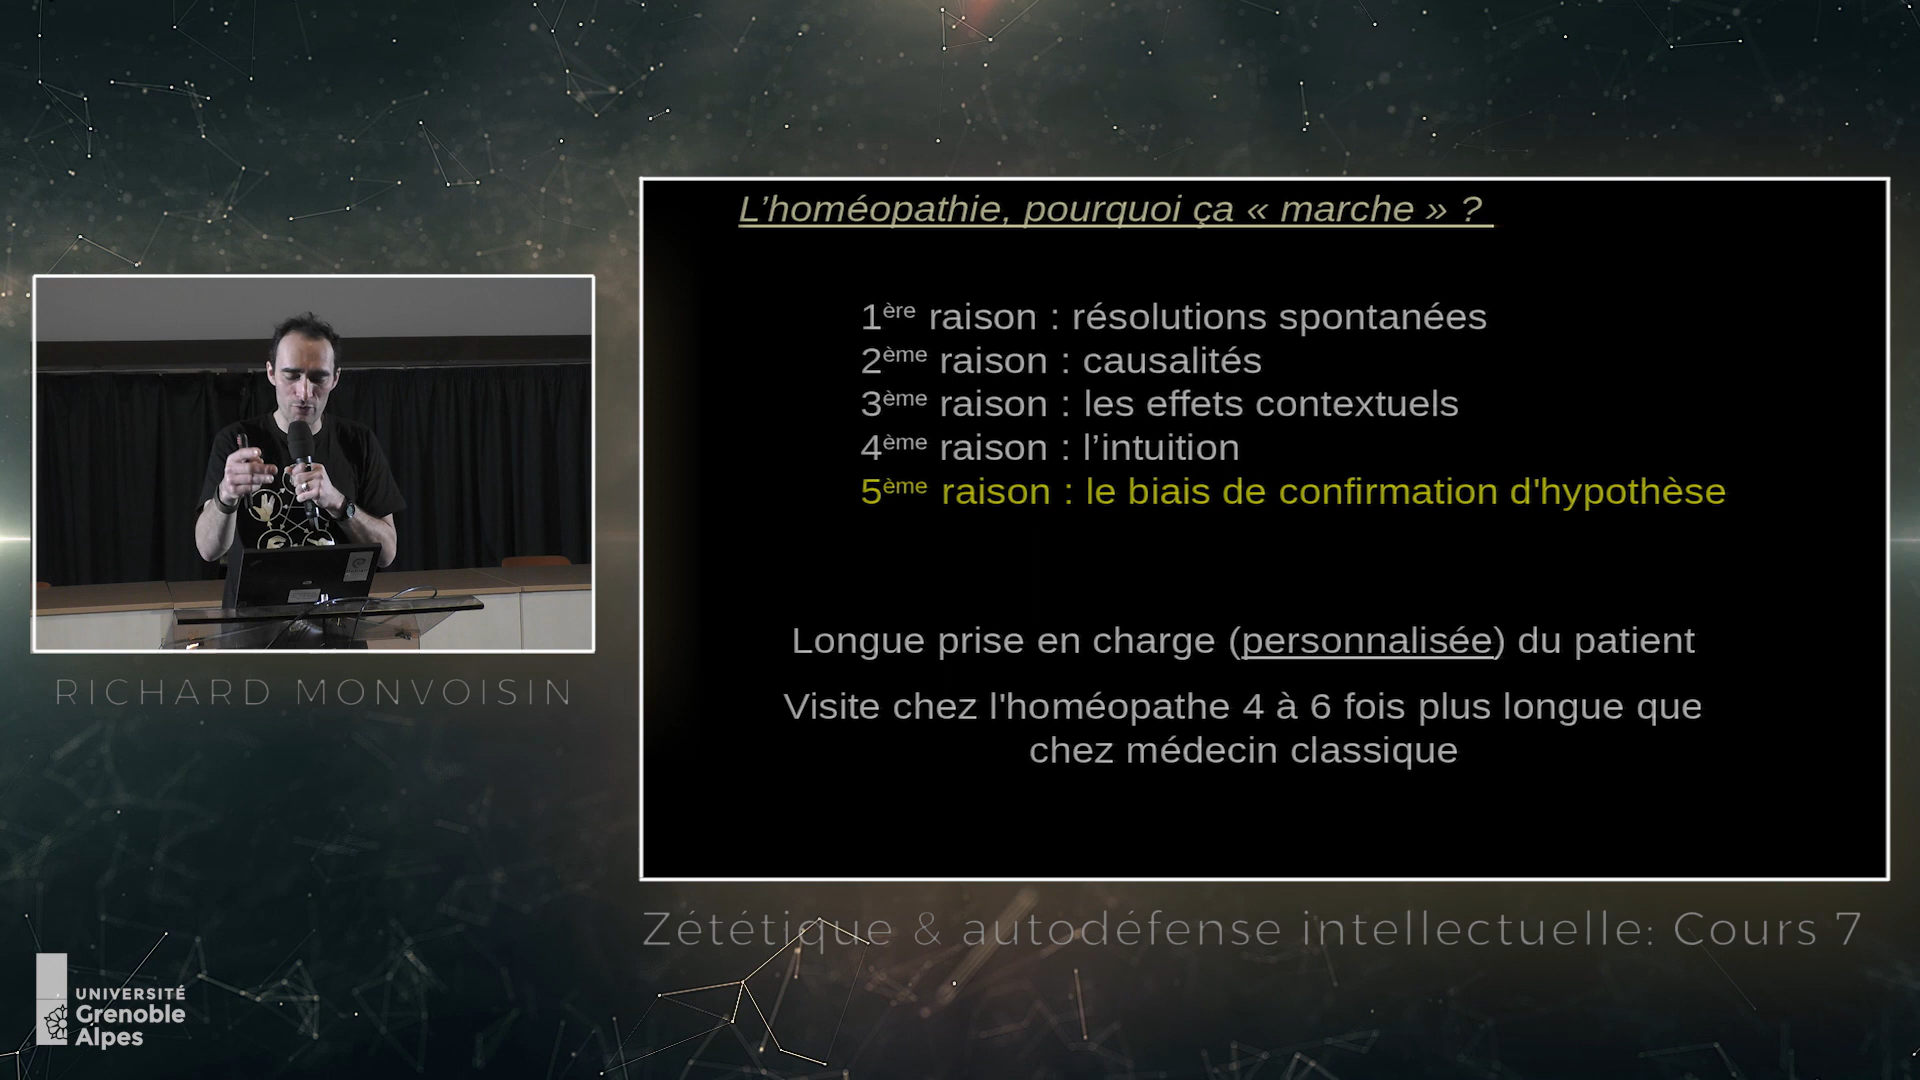 L’homéopathie, pourquoi ça « marche » ?
1ère raison : résolutions spontanées
2ème raison : causalités
3ème raison : les effets contextuels
4ème raison : l’intuition
5ème raison : le biais de confirmation d'hypothèse
Longue prise en charge (personnalisée) du patient
Visite chez l'homéopathe 4 à 6 fois plus longue que
chez médecin classique
RICHARD MONVOISIN
Zététique & autodéfense intellectuelle: Cours 7
UNIVERSITÉ
Grenoble
Alpes